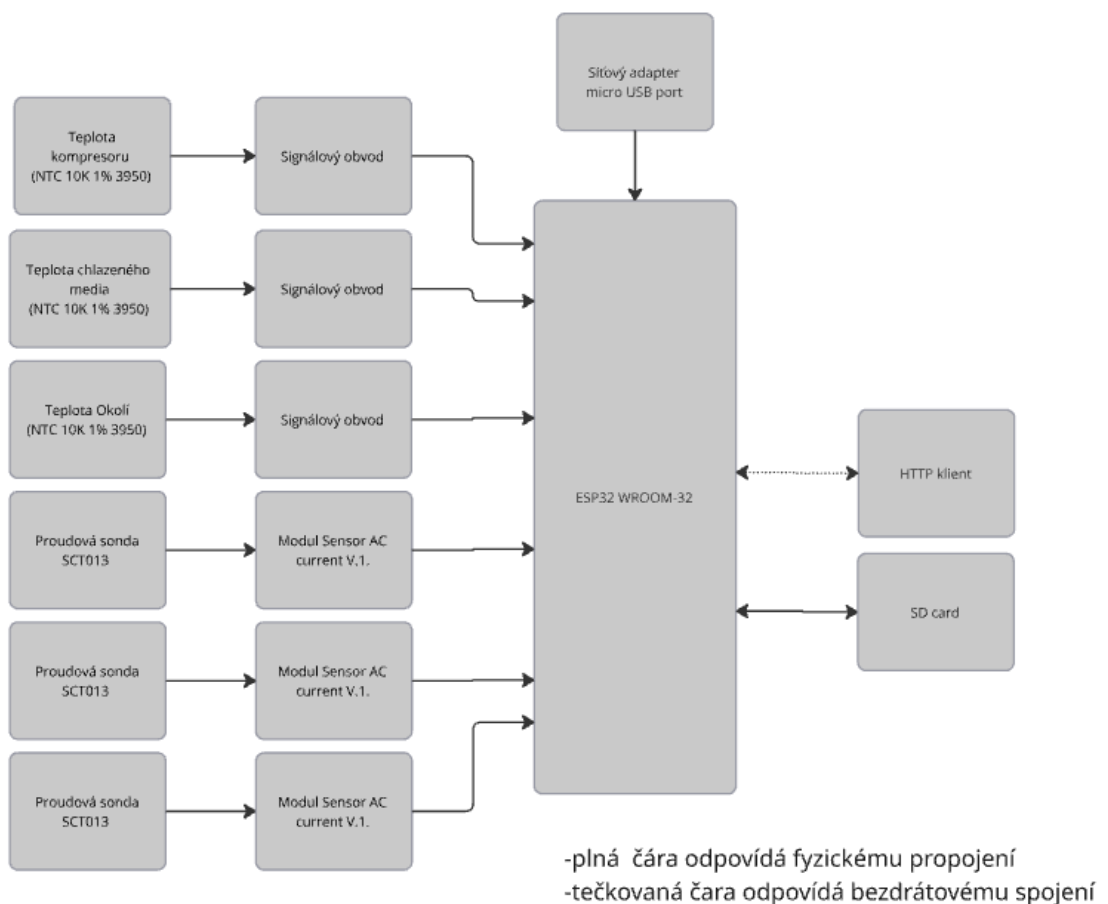 Síťový adapter
micro USB port
Teplota
kompresoru
(NTC 10K 1% 3950)
Signálový obvod
Teplota chlazeného
media
(NTC 10K 1% 3950)
Signálový obvod
Teplota Okolí
(NTC 10K 1% 3950)
Signálový obvod
ESP32 WROOM-32
HTTP klient
Proudová sonda
SCT013
Modul Sensor AC
current V.1.
SD card
Proudová sonda
SCT013
Modul Sensor AC
current V.1.
Proudová sonda
SCT013
Modul Sensor AC
current V.1.
-plná čára odpovídá fyzickému propojení
-tečkovaná čara odpovídá bezdrátovému spojení